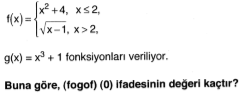 f(x) = { x² + 4, x ≤ 2,
√x−1, x > 2,
g(x) = x³ + 1 fonksiyonları veriliyor.
Buna göre, (fogof) (0) ifadesinin değeri kaçtır?